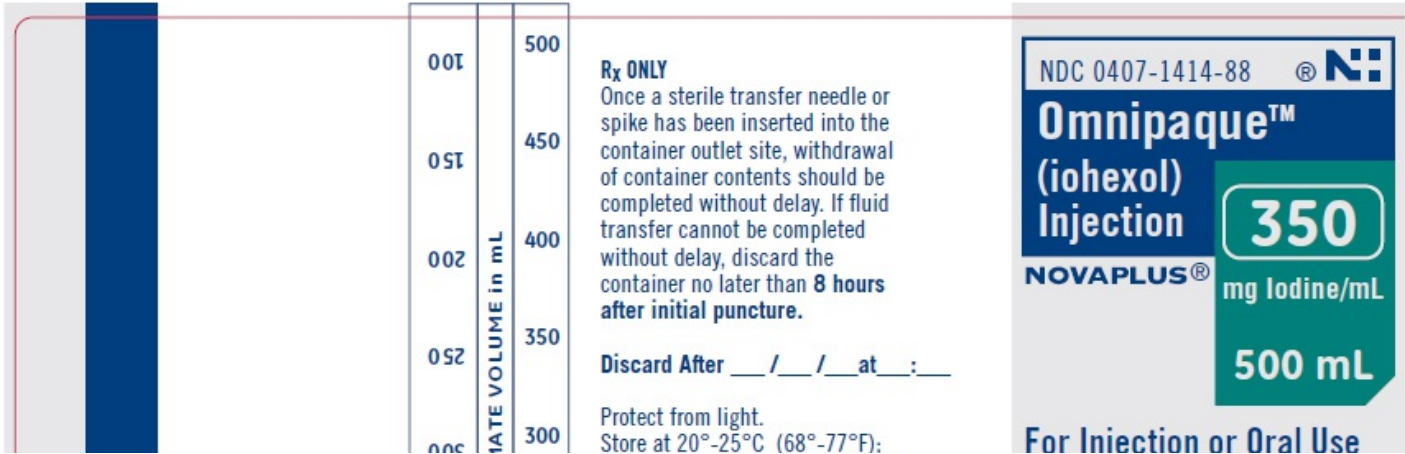 100
150
200
250
300
MATE VOLUME in mL
500
450
400
350
300
Rx ONLY
Once a sterile transfer needle or
spike has been inserted into the
container outlet site, withdrawal
of container contents should be
completed without delay. If fluid
transfer cannot be completed
without delay, discard the
container no later than 8 hours
after initial puncture.
Discard After ___ /___ /___at___:___
Protect from light.
Store at 20°-25°C (68°-77°F);
NDC 0407-1414-88 ® N
Omnipaque™
(iohexol)
Injection
NOVAPLUS®
350
mg Iodine/mL
500 mL
For Injection or Oral Use